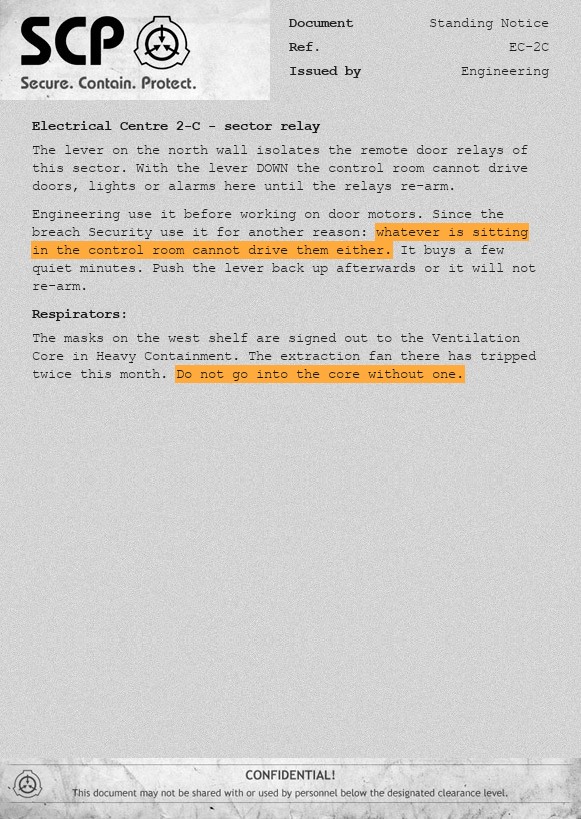 SCP
Secure. Contain. Protect.
Document Standing Notice
Ref. EC-2C
Issued by Engineering
Electrical Centre 2-C - sector relay
The lever on the north wall isolates the remote door relays of
this sector. With the lever DOWN the control room cannot drive
doors, lights or alarms here until the relays re-arm.
Engineering use it before working on door motors. Since the
breach Security use it for another reason: whatever is sitting
in the control room cannot drive them either. It buys a few
quiet minutes. Push the lever back up afterwards or it will not
re-arm.
Respirators:
The masks on the west shelf are signed out to the Ventilation
Core in Heavy Containment. The extraction fan there has tripped
twice this month. Do not go into the core without one.
CONFIDENTIAL!
This document may not be shared with or used by personnel below the designated clearance level.